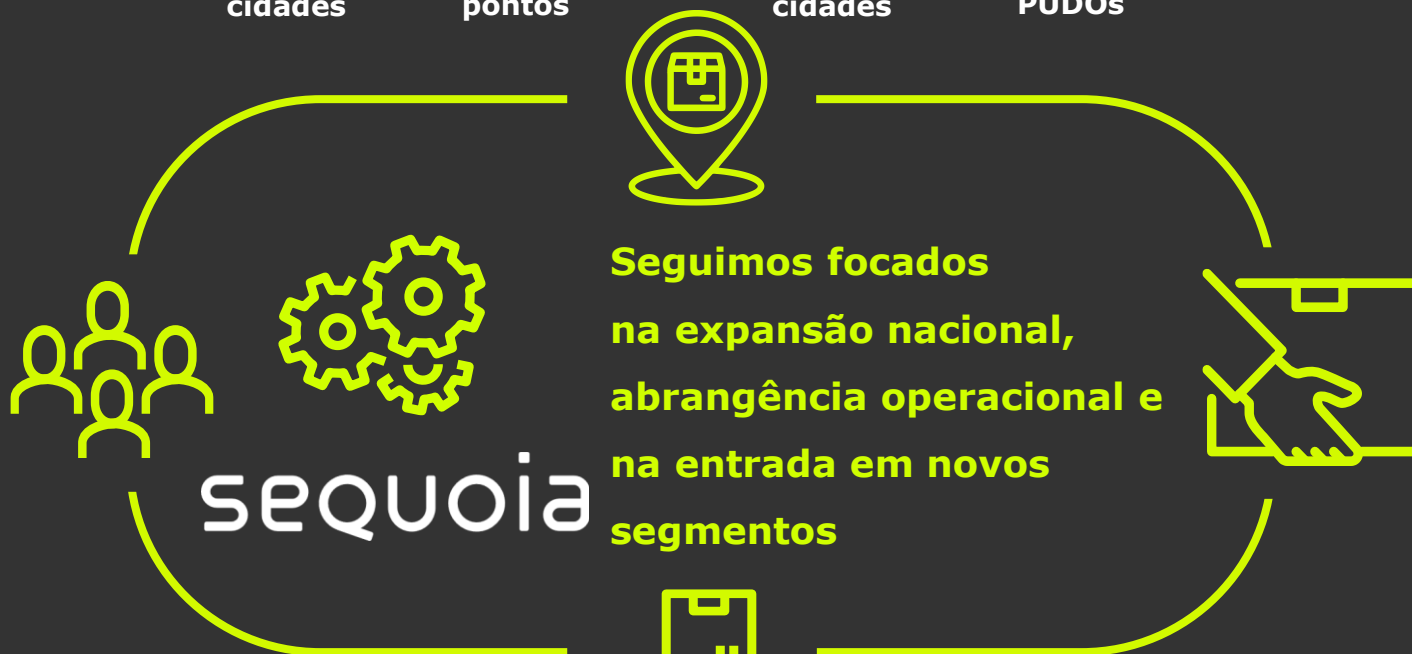 cidades pontos cidades PUDOs
Seguimos focados
na expansão nacional,
abrangência operacional e
na entrada em novos
segmentos
sequoia